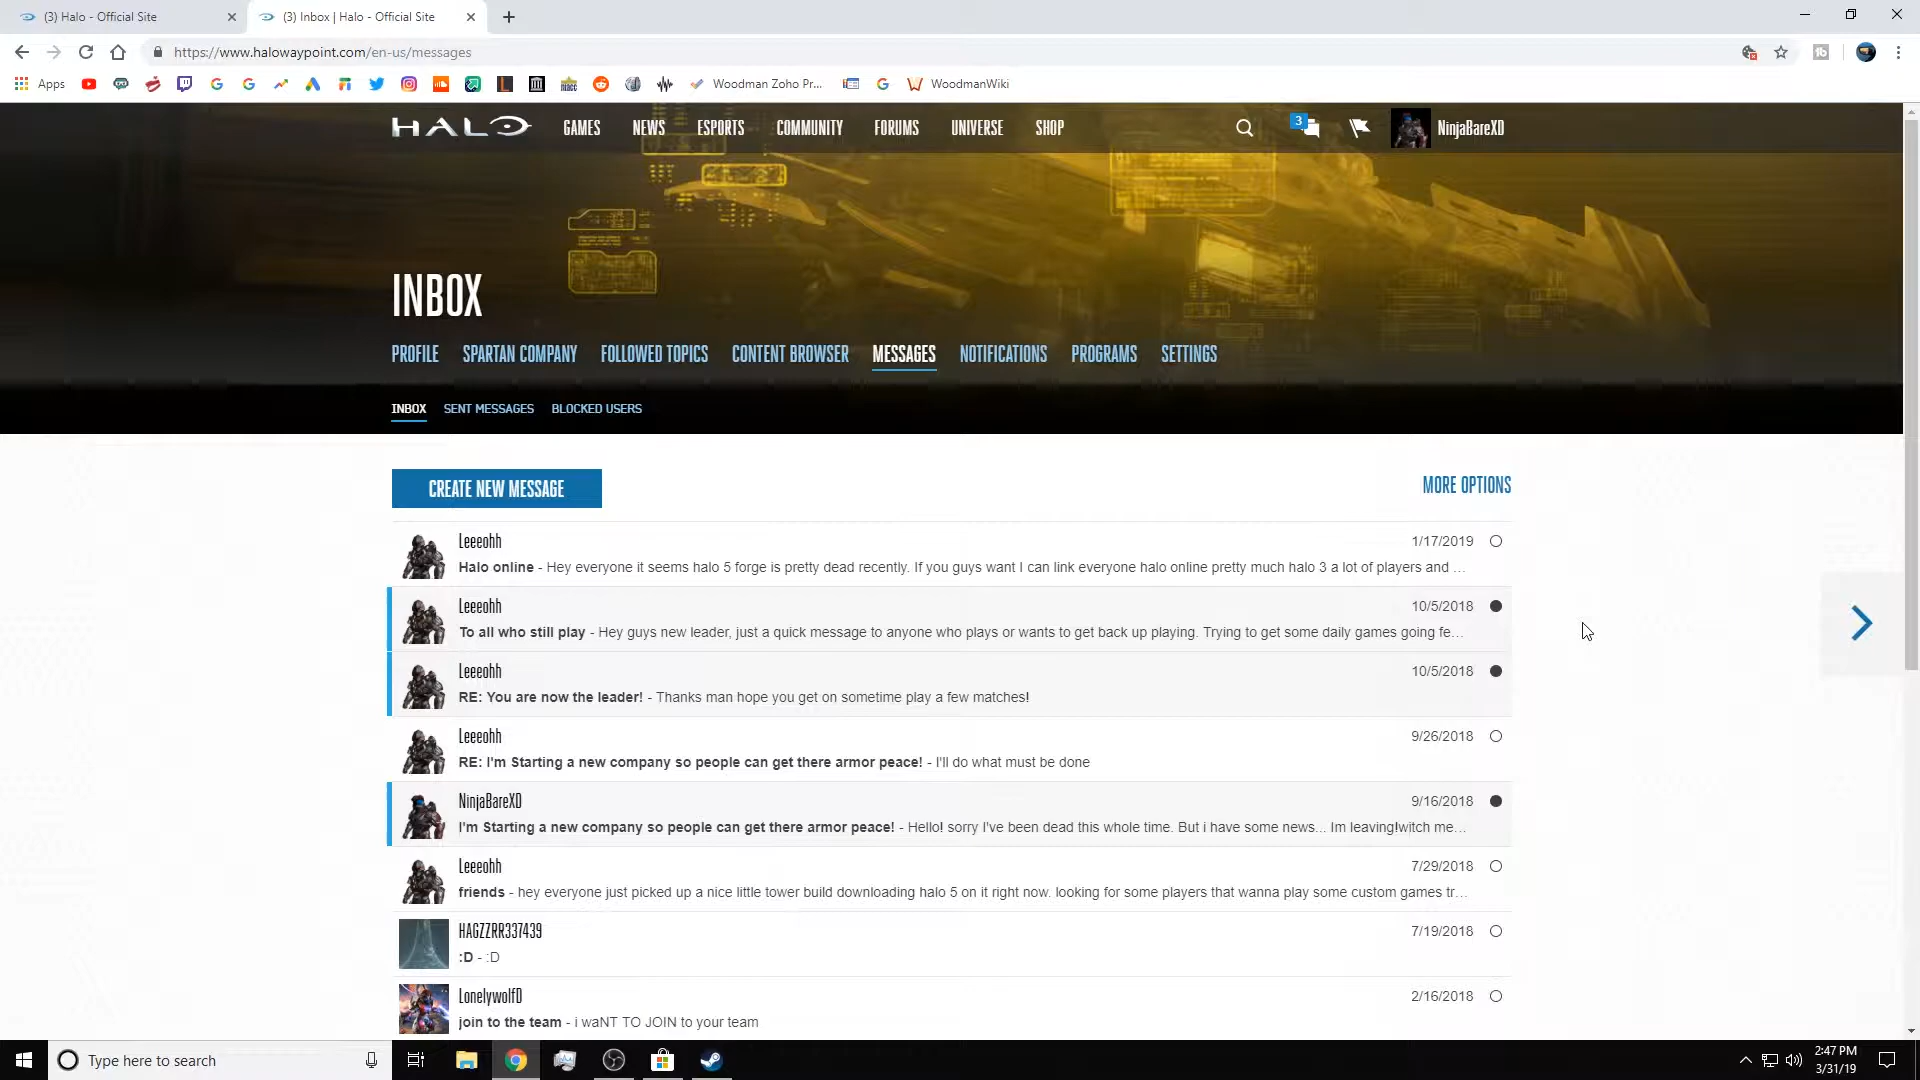 (3) Halo - Official Site
(3) Inbox | Halo - Official Site
https://www.halowaypoint.com/en-us/messages
Apps
Woodman Zoho Pr...
WoodmanWiki
HALO
GAMES
NEWS
ESPORTS
COMMUNITY
FORUMS
UNIVERSE
SHOP
3
NinjaBareXD
INBOX
PROFILE
SPARTAN COMPANY
FOLLOWED TOPICS
CONTENT BROWSER
MESSAGES
NOTIFICATIONS
PROGRAMS
SETTINGS
INBOX
SENT MESSAGES
BLOCKED USERS
CREATE NEW MESSAGE
MORE OPTIONS
Leeeohh
1/17/2019
Halo online - Hey everyone it seems halo 5 forge is pretty dead recently. If you guys want I can link everyone halo online pretty much halo 3 a lot of players and ...
Leeeohh
10/5/2018
To all who still play - Hey guys new leader, just a quick message to anyone who plays or wants to get back up playing. Trying to get some daily games going fe...
Leeeohh
10/5/2018
RE: You are now the leader! - Thanks man hope you get on sometime play a few matches!
Leeeohh
9/26/2018
RE: I'm Starting a new company so people can get there armor peace! - I'll do what must be done
NinjaBareXD
9/16/2018
I'm Starting a new company so people can get there armor peace! - Hello! sorry I've been dead this whole time. But i have some news... Im leaving!witch me...
Leeeohh
7/29/2018
friends - hey everyone just picked up a nice little tower build downloading halo 5 on it right now. looking for some players that wanna play some custom games tr...
HAGZZRR337439
7/19/2018
:D - :D
LonelywolfD
2/16/2018
join to the team - i waNT TO JOIN to your team
Type here to search
2:47 PM
3/31/19